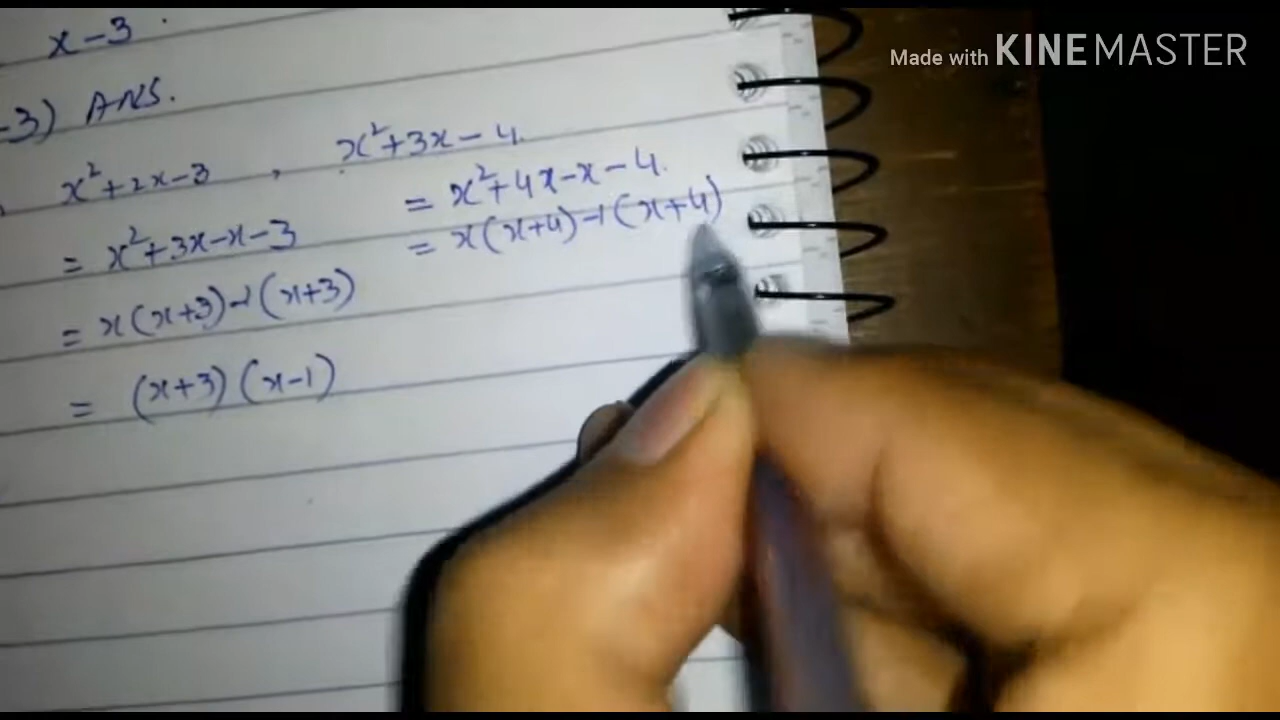 Made with KINEMASTER
x-3.
-3) ANS.
x²+2x-3 , x²+3x-4.
= x²+3x-x-3
= x(x+3)-1(x+3)
= (x+3)(x-1)
= x²+4x-x-4.
= x(x+4)-1(x+4)